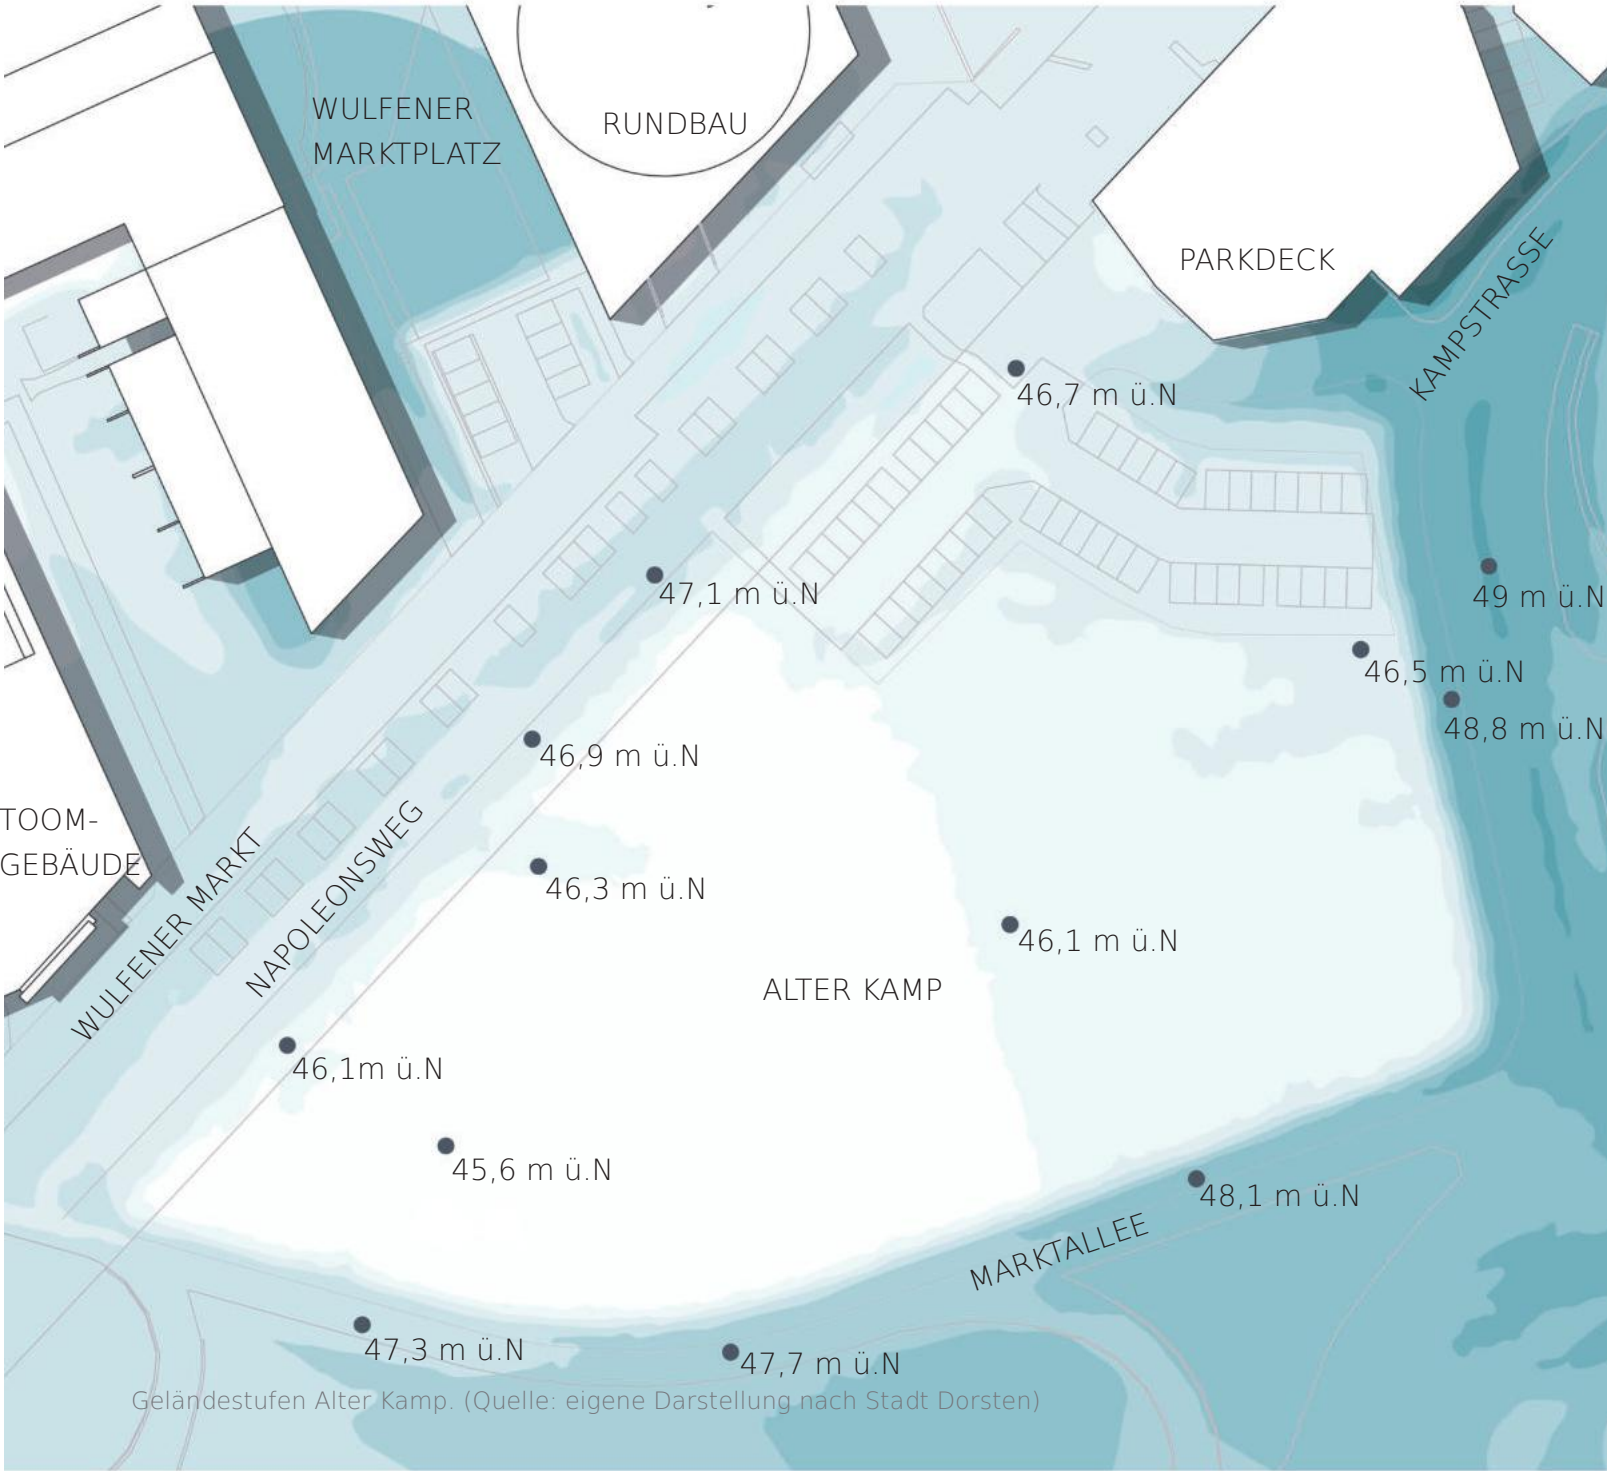 WULFENER
MARKTPLATZ
RUNDBAU
PARKDECK
KAMPSTRASSE
46,7 m ü.N
47,1 m ü.N
49 m ü.N
46,5 m ü.N
48,8 m ü.N
46,9 m ü.N
TOOM-
GEBÄUDE
WULFENER MARKT
NAPOLEONSWEG
46,3 m ü.N
46,1 m ü.N
ALTER KAMP
46,1m ü.N
45,6 m ü.N
48,1 m ü.N
MARKTALLEE
47,3 m ü.N
47,7 m ü.N
Geländestufen Alter Kamp. (Quelle: eigene Darstellung nach Stadt Dorsten)